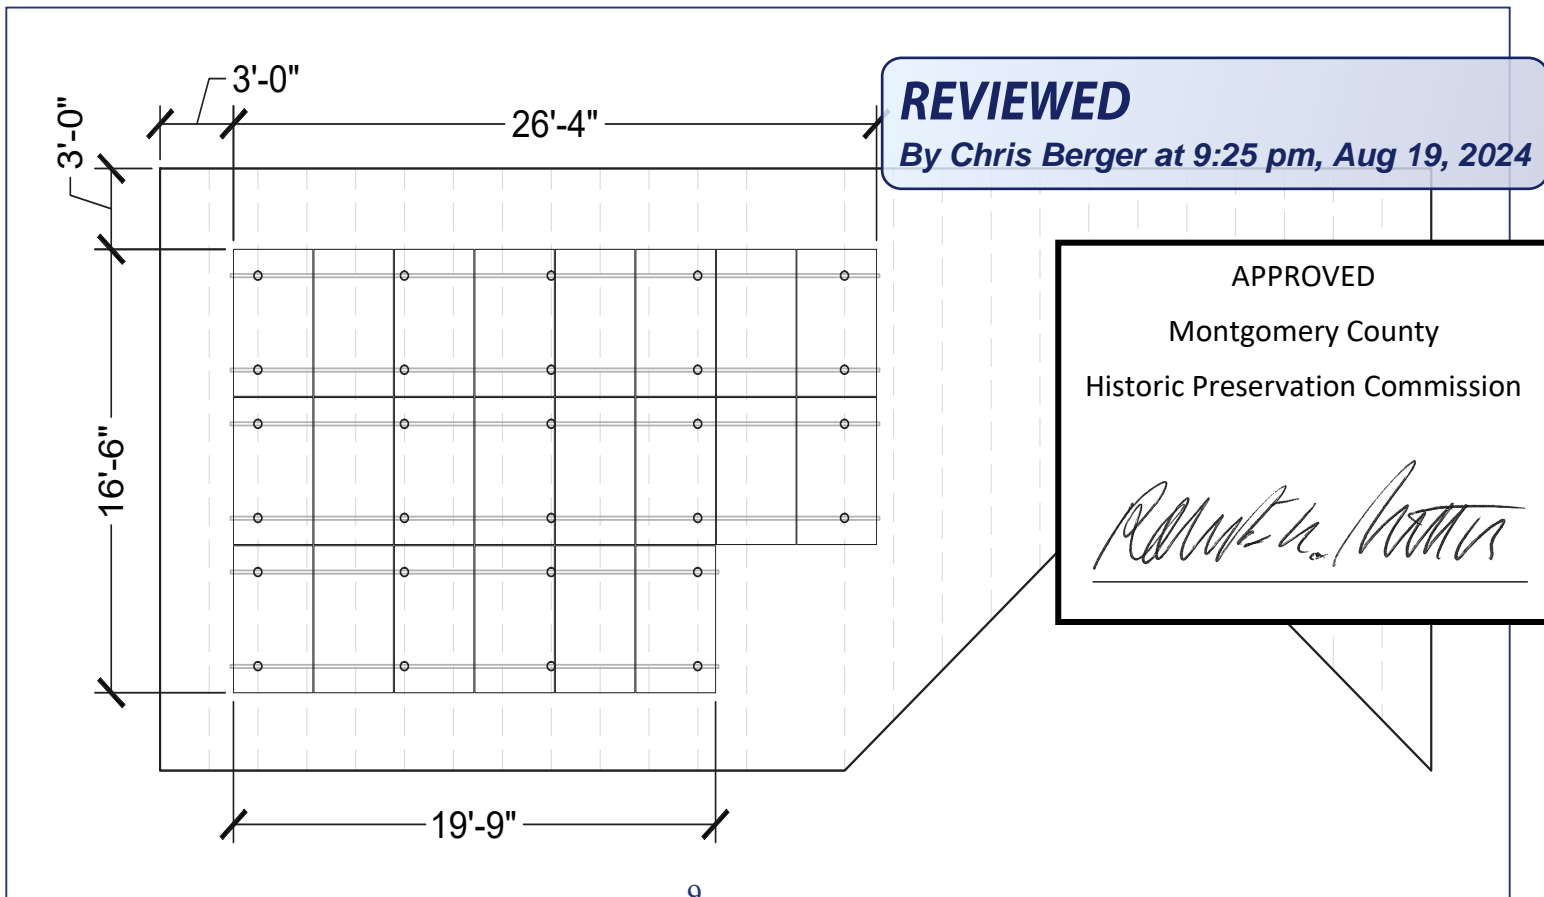 3'-0"
26'-4"
3'-0"
REVIEWED
By Chris Berger at 9:25 pm, Aug 19, 2024
APPROVED
Montgomery County
Historic Preservation Commission
16'-6"
19'-9"
9